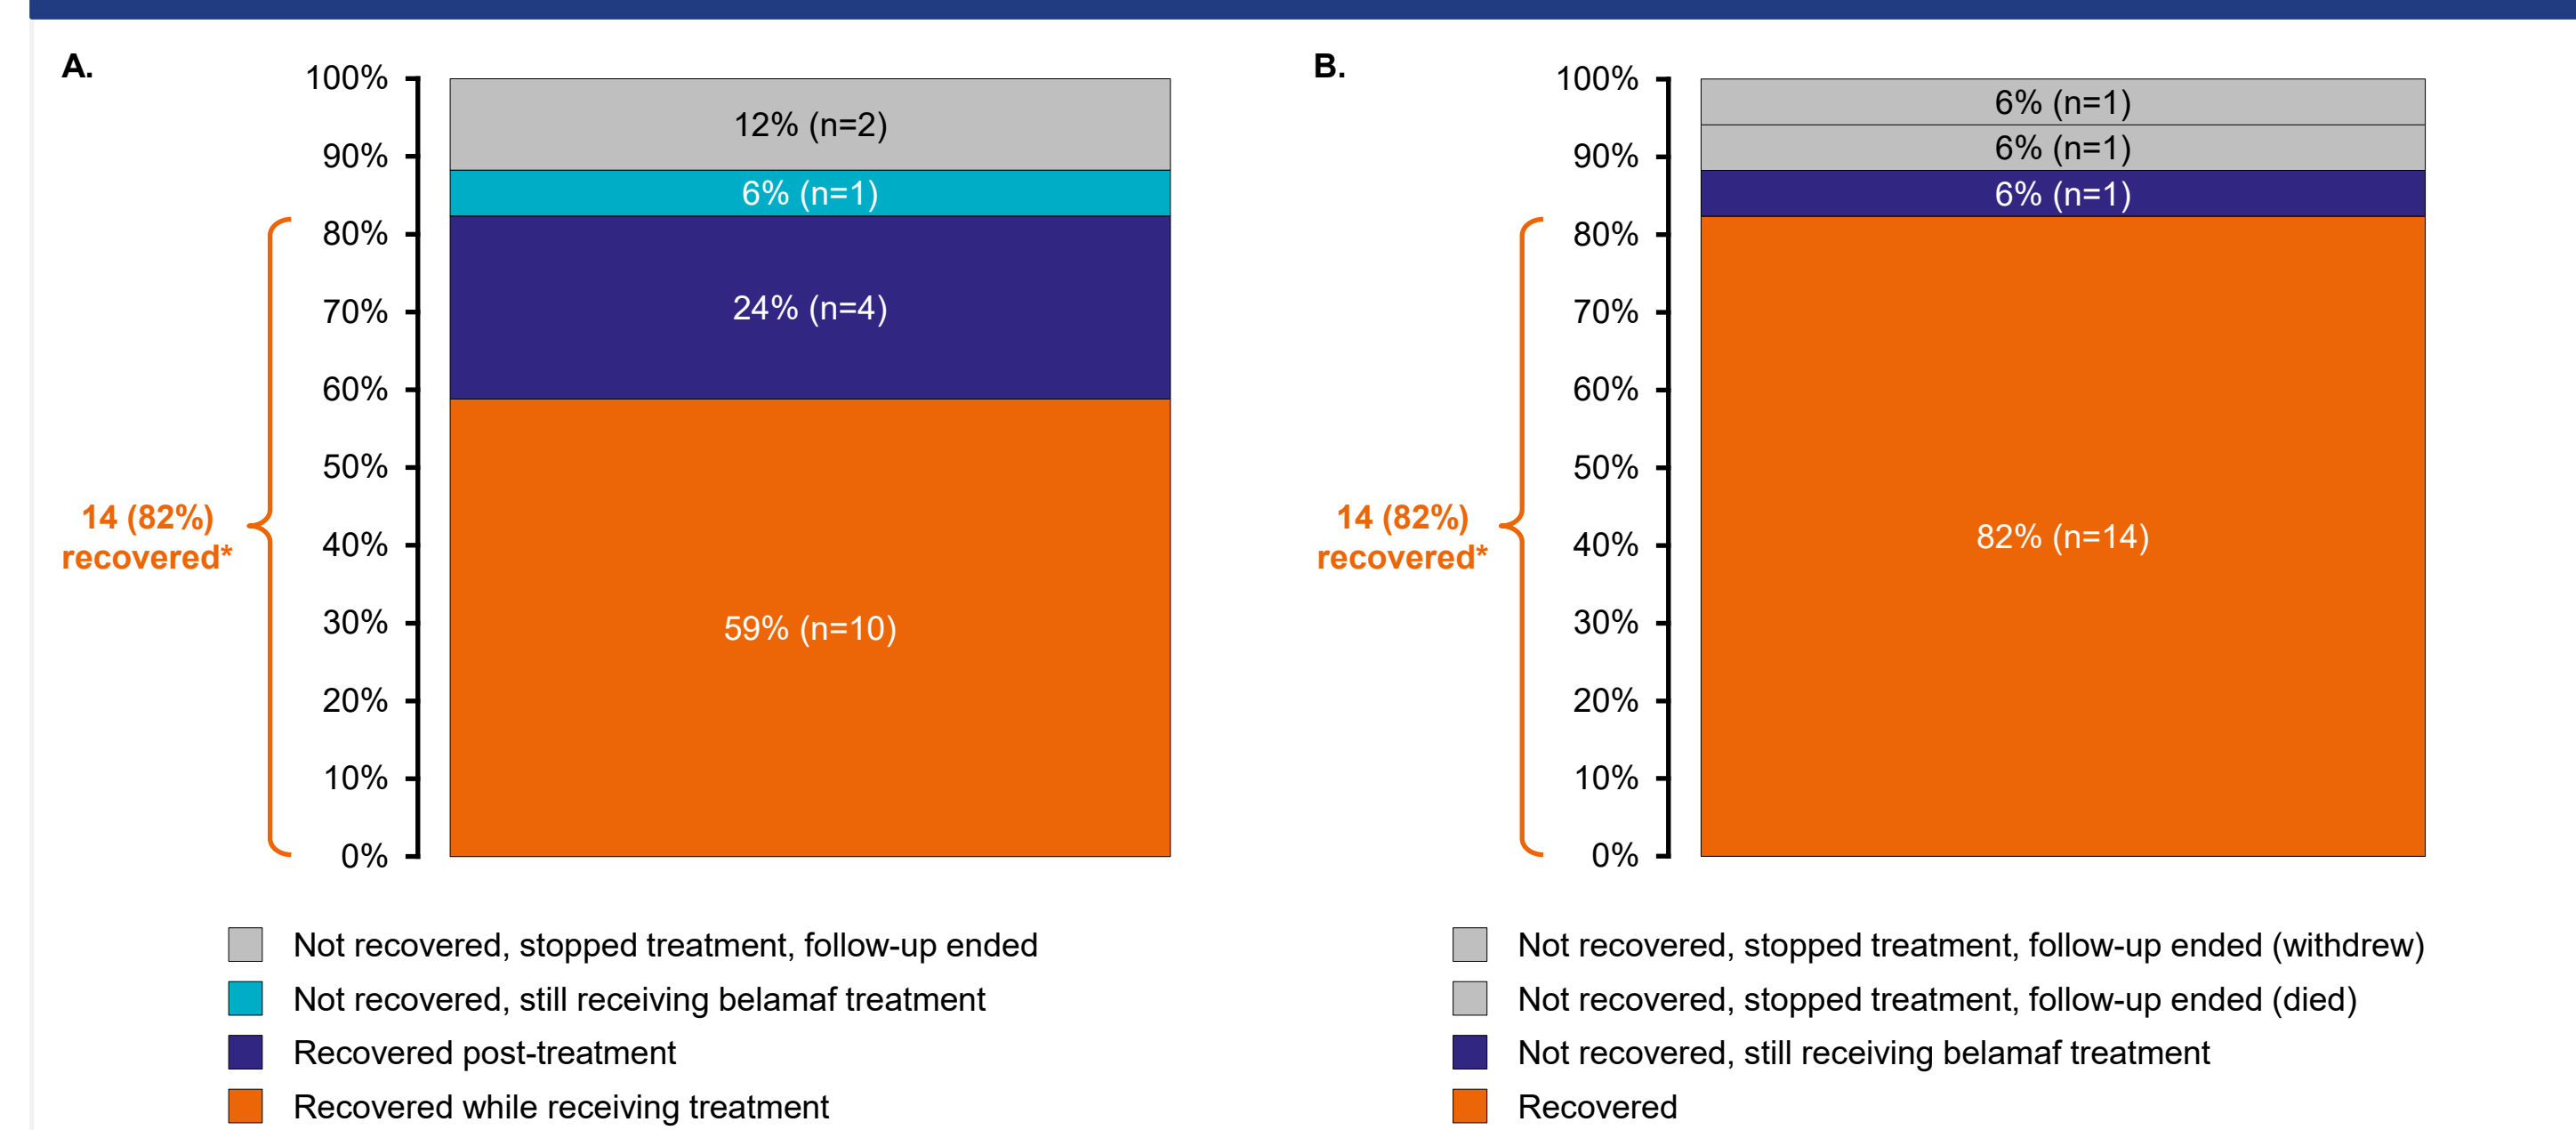 A.
100%
90%
80%
70%
60%
50%
40%
30%
20%
10%
0%
12% (n=2)
6% (n=1)
24% (n=4)
59% (n=10)
14 (82%)
recovered*
Not recovered, stopped treatment, follow-up ended
Not recovered, still receiving belamaf treatment
Recovered post-treatment
Recovered while receiving treatment
B.
100%
90%
80%
70%
60%
50%
40%
30%
20%
10%
0%
6% (n=1)
6% (n=1)
6% (n=1)
82% (n=14)
14 (82%)
recovered*
Not recovered, stopped treatment, follow-up ended (withdrew)
Not recovered, stopped treatment, follow-up ended (died)
Not recovered, still receiving belamaf treatment
Recovered